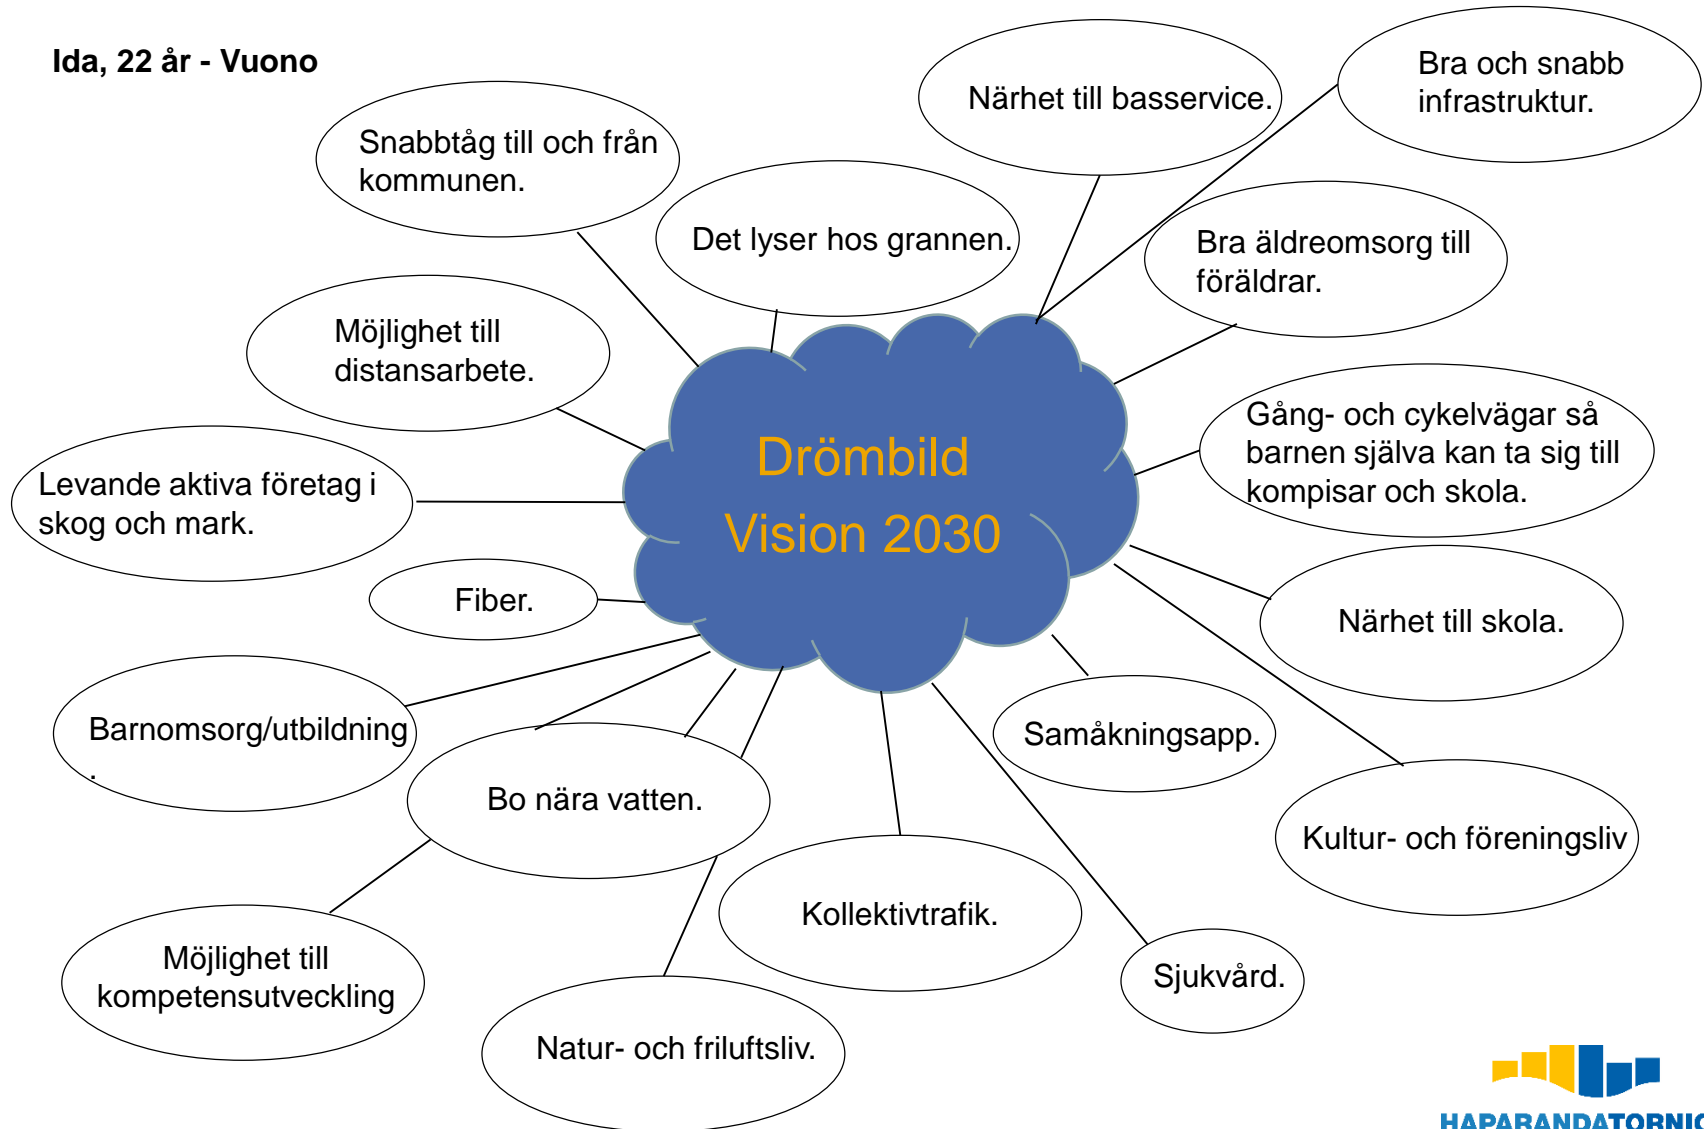 Ida, 22 år - Vuono
Närhet till basservice.
Bra och snabb
infrastruktur.
Snabbtåg till och från
kommunen.
Det lyser hos grannen.
Bra äldreomsorg till
föräldrar.
Möjlighet till
distansarbete.
Gång- och cykelvägar så
barnen själva kan ta sig till
kompisar och skola.
Drömbild
Vision 2030
Levande aktiva företag i
skog och mark.
Fiber.
Närhet till skola.
Barnomsorg/utbildning
.
Samåkningsapp.
Bo nära vatten.
Kultur- och föreningsliv
Kollektivtrafik.
Möjlighet till
kompetensutveckling
Sjukvård.
Natur- och friluftsliv.
HAPARANDATORNIO